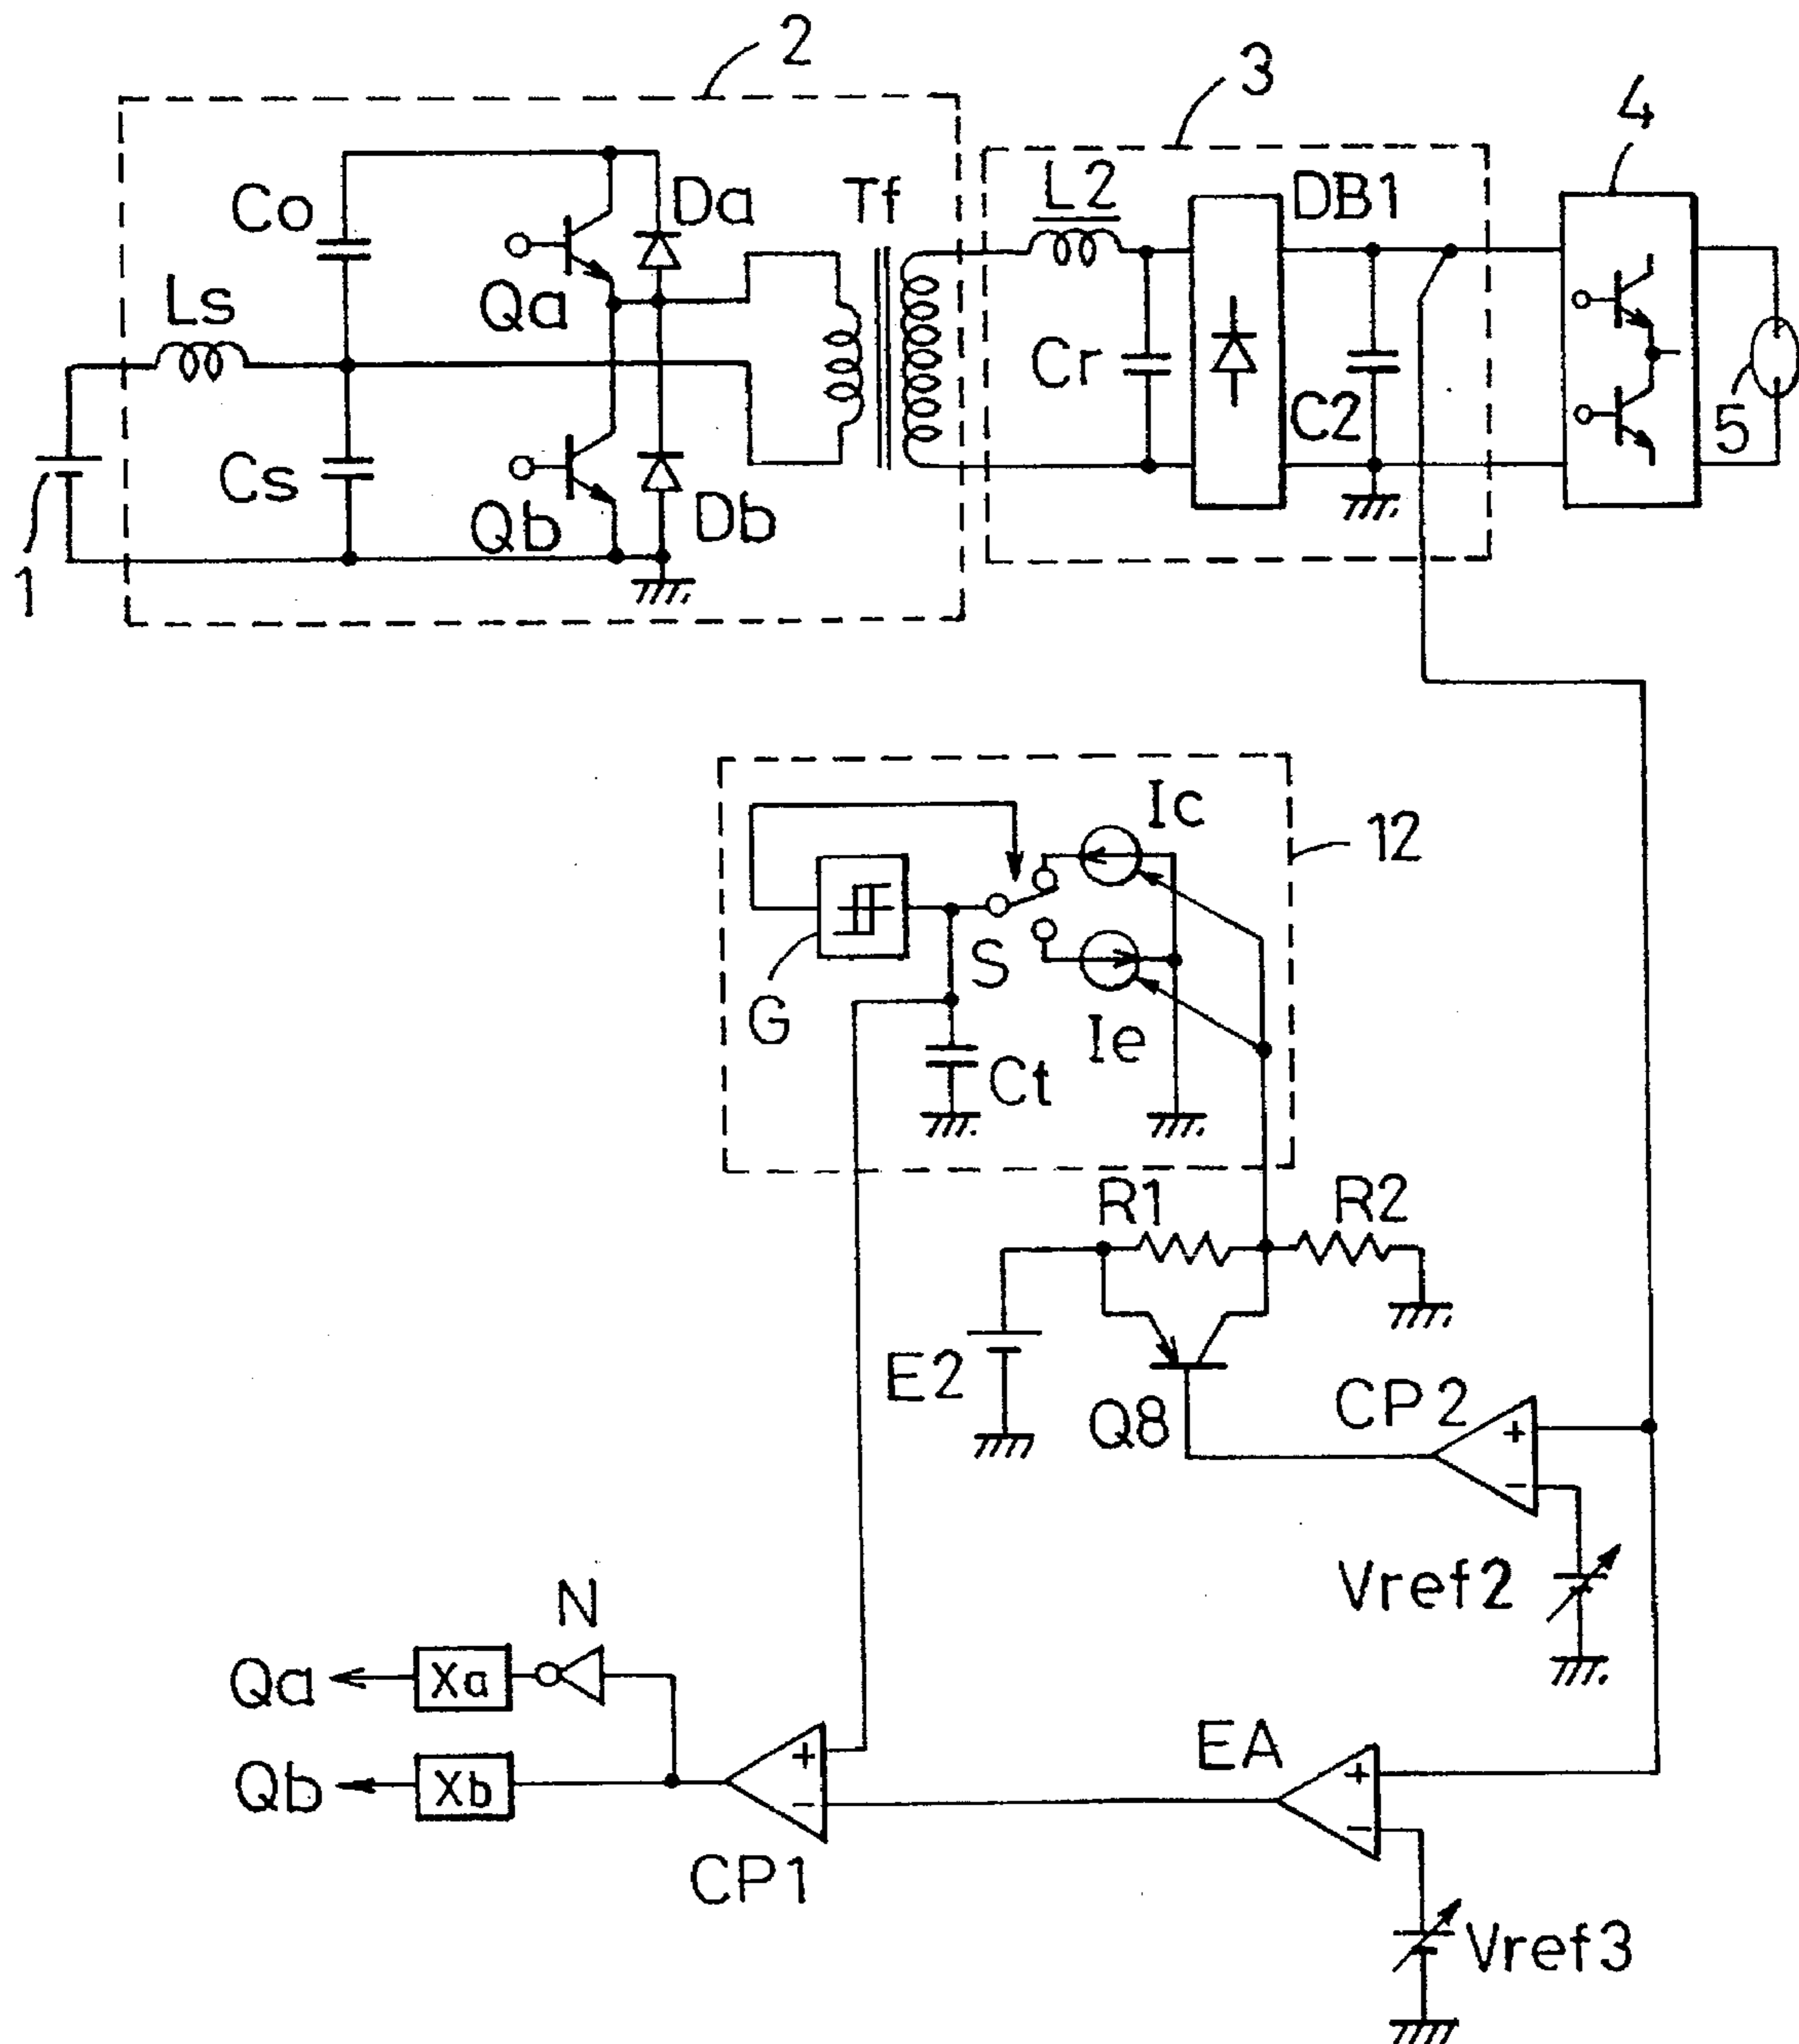 2
3
4
Co
Da
Tf
L2
DB1
Ls
Qa
Cr
C2
5
Cs
Qb
Db
1
Ic
12
S
G
Ie
Ct
R1
R2
E2
Q8
CP2
+
−
Vref2
N
Qa
Xa
Qb
Xb
+
−
CP1
EA
+
−
Vref3